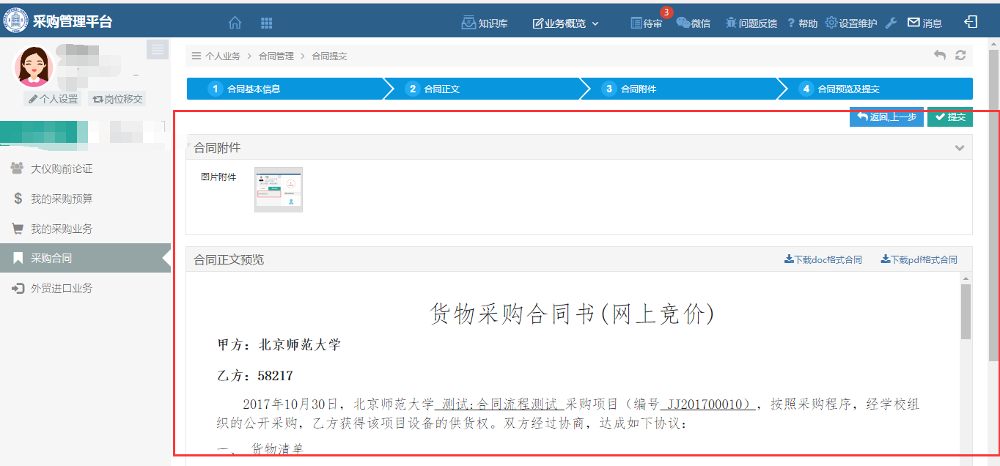 采购管理平台
知识库 业务概览 待审 3 微信 问题反馈 ? 帮助 设置维护 消息
个人设置 岗位移交
大仪购前论证
$ 我的采购预算
我的采购业务
采购合同
外贸进口业务
个人业务 > 合同管理 > 合同提交
1 合同基本信息 2 合同正文 3 合同附件 4 合同预览及提交
返回上一步 提交
合同附件
图片附件
合同正文预览 下载doc格式合同 下载pdf格式合同
货物采购合同书(网上竞价)
甲方：北京师范大学
乙方：58217
2017年10月30日，北京师范大学 测试:合同流程测试 采购项目（编号 JJ201700010），按照采购程序，经学校组
织的公开采购，乙方获得该项目设备的供货权。双方经过协商，达成如下协议：
一、 货物清单